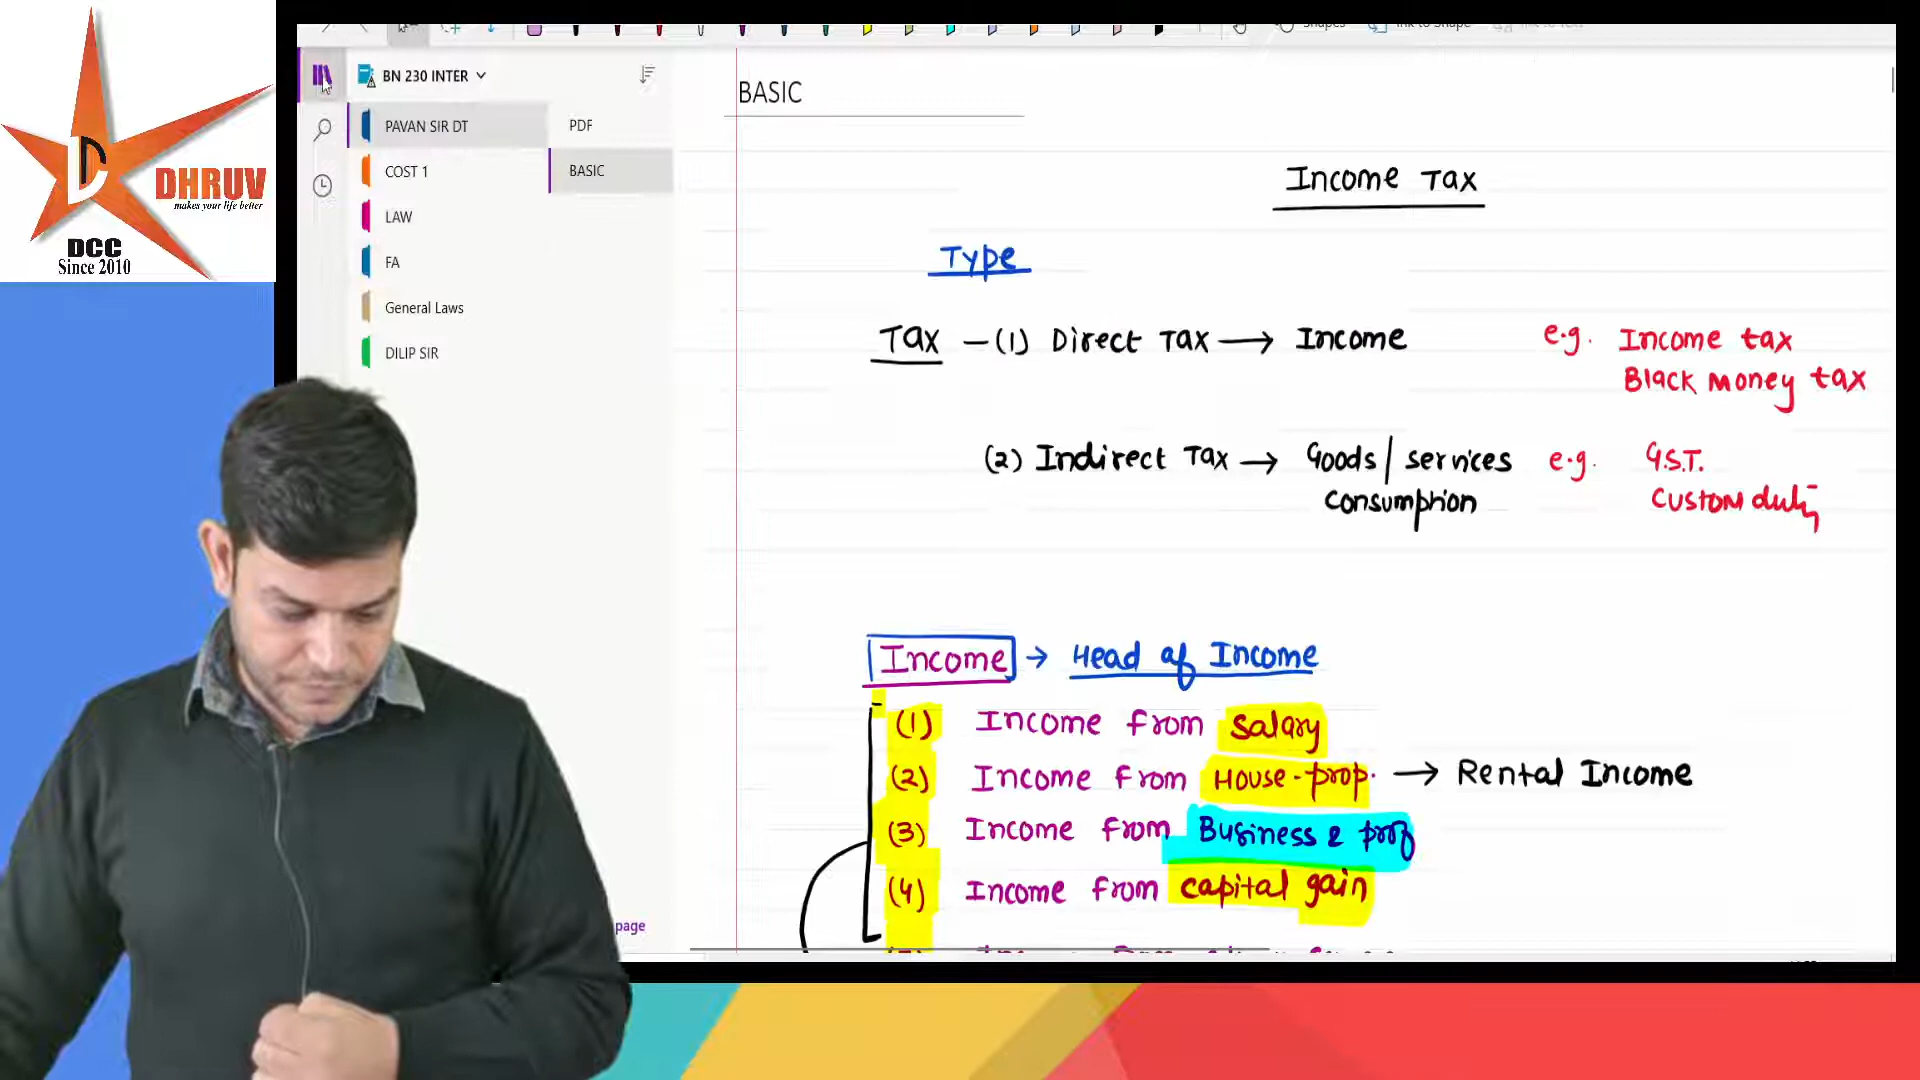 DHRUV
makes your life better
DCC
Since 2010
BN 230 INTER
PAVAN SIR DT
COST 1
LAW
FA
General Laws
DILIP SIR
PDF
BASIC
page
BASIC
Income Tax
Type
Tax – (1) Direct Tax → Income e.g. Income tax
Black Money tax
(2) Indirect Tax → Goods / services e.g. G.S.T.
Consumption Custom duty
Income → Head of Income
(1) Income from salary
(2) Income from House-prop. → Rental Income
(3) Income from Business & prof
(4) Income from capital gain